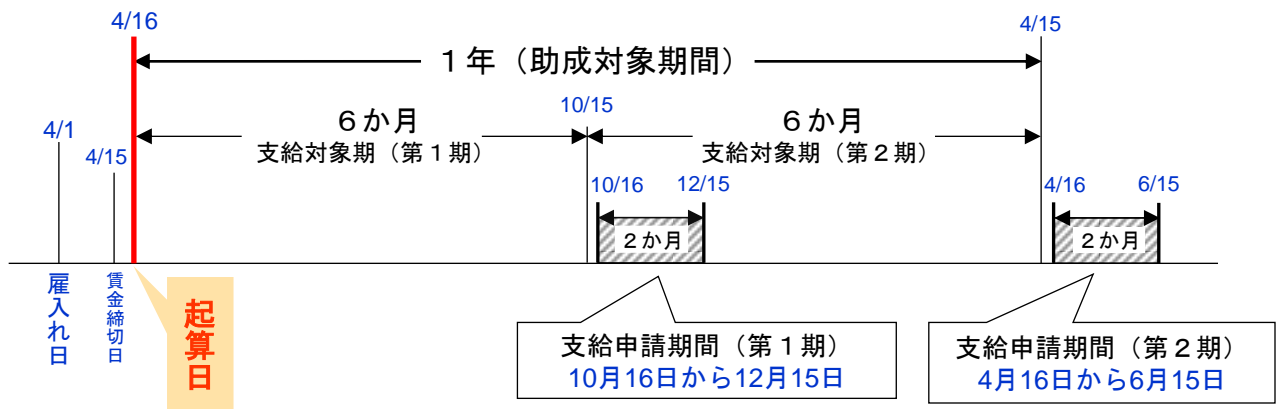 4/16
4/15
１年（助成対象期間）
10/15
4/1
６か月
６か月
4/15
支給対象期（第１期）
支給対象期（第２期）
10/16
12/15
4/16
6/15
２か月
２か月
雇入れ日
賃金締切日
起算日
支給申請期間（第１期）
10月16日から12月15日
支給申請期間（第２期）
4月16日から6月15日